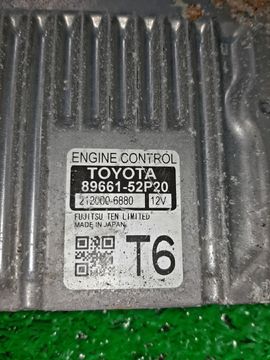 ENGINE CONTROL
TOYOTA
89661-52P20
212000-6880 12V
FUJITSU TEN LIMITED
MADE IN JAPAN
T6